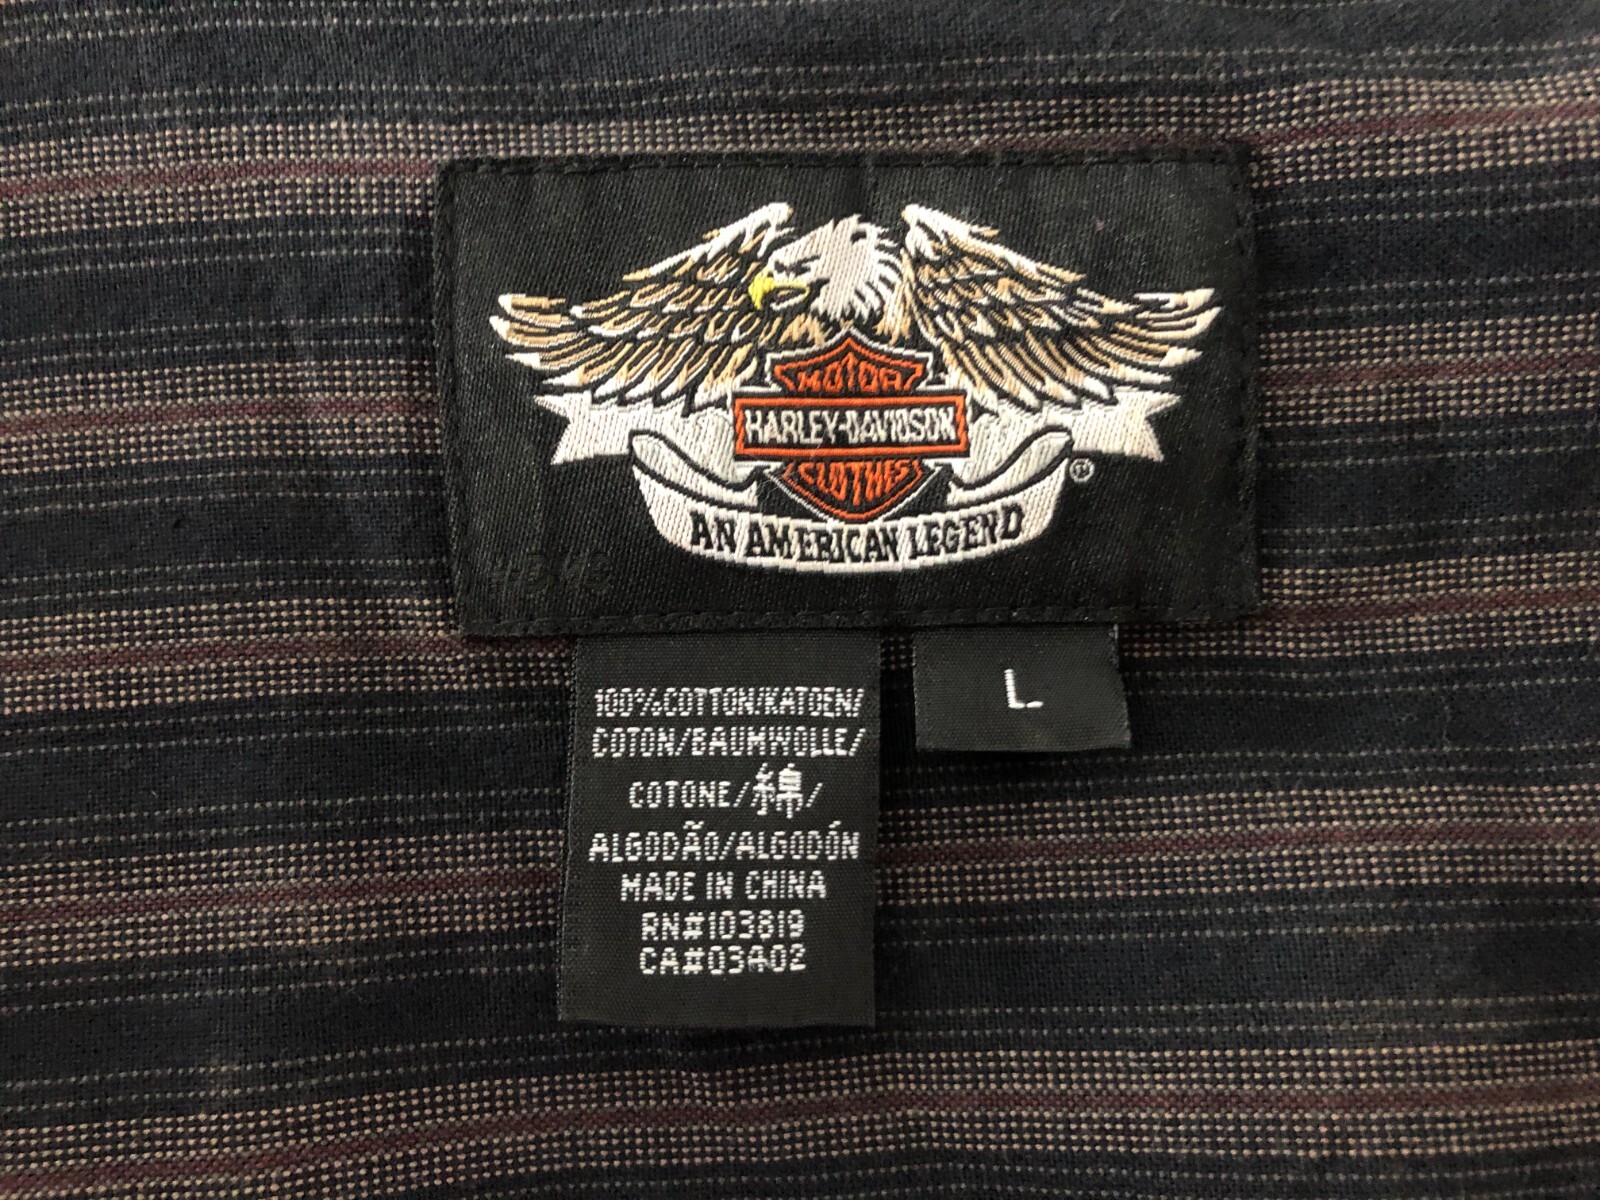 MOTOR
HARLEY-DAVIDSON
CLOTHES
®
AN AMERICAN LEGEND
L
100%COTTON/KATOEN/
COTON/BAUMWOLLE/
COTONE/綿/
ALGODÃO/ALGODÓN
MADE IN CHINA
RN#103819
CA#03402